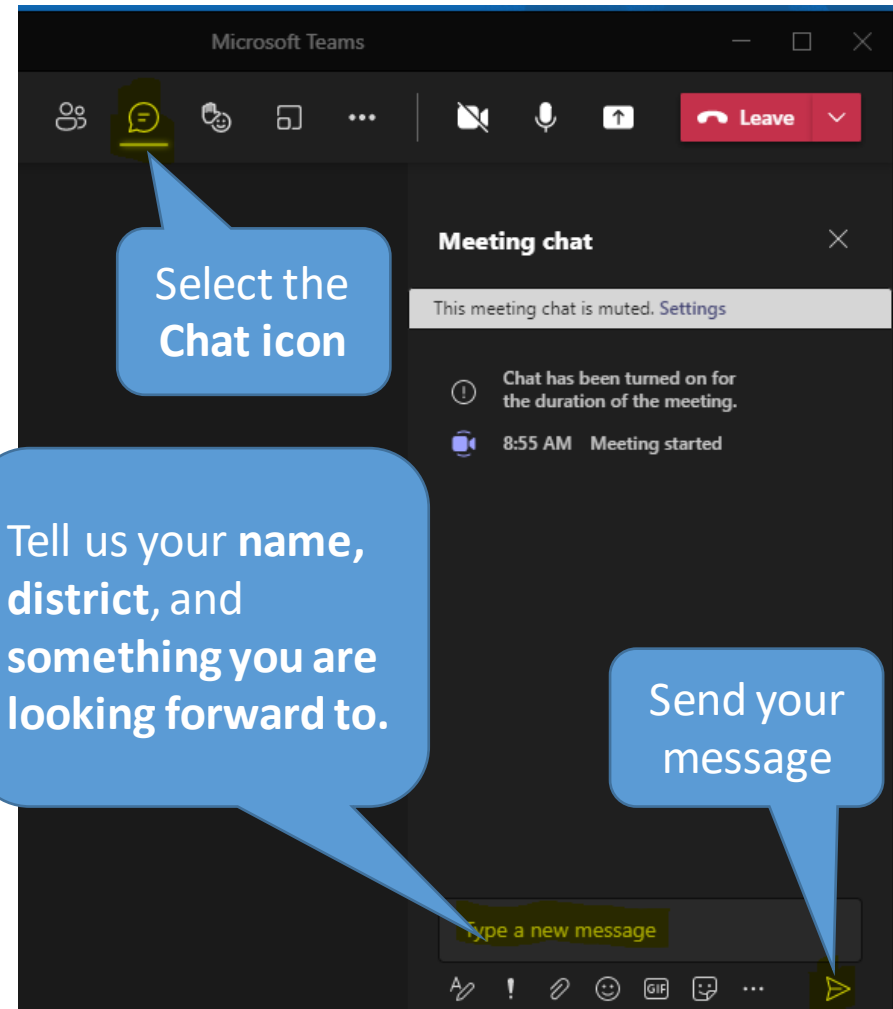 Microsoft Teams
Leave
Select the
Chat icon
Meeting chat
This meeting chat is muted. Settings
Chat has been turned on for
the duration of the meeting.
8:55 AM Meeting started
Tell us your name,
district, and
something you are
looking forward to.
Send your
message
Type a new message
GIF